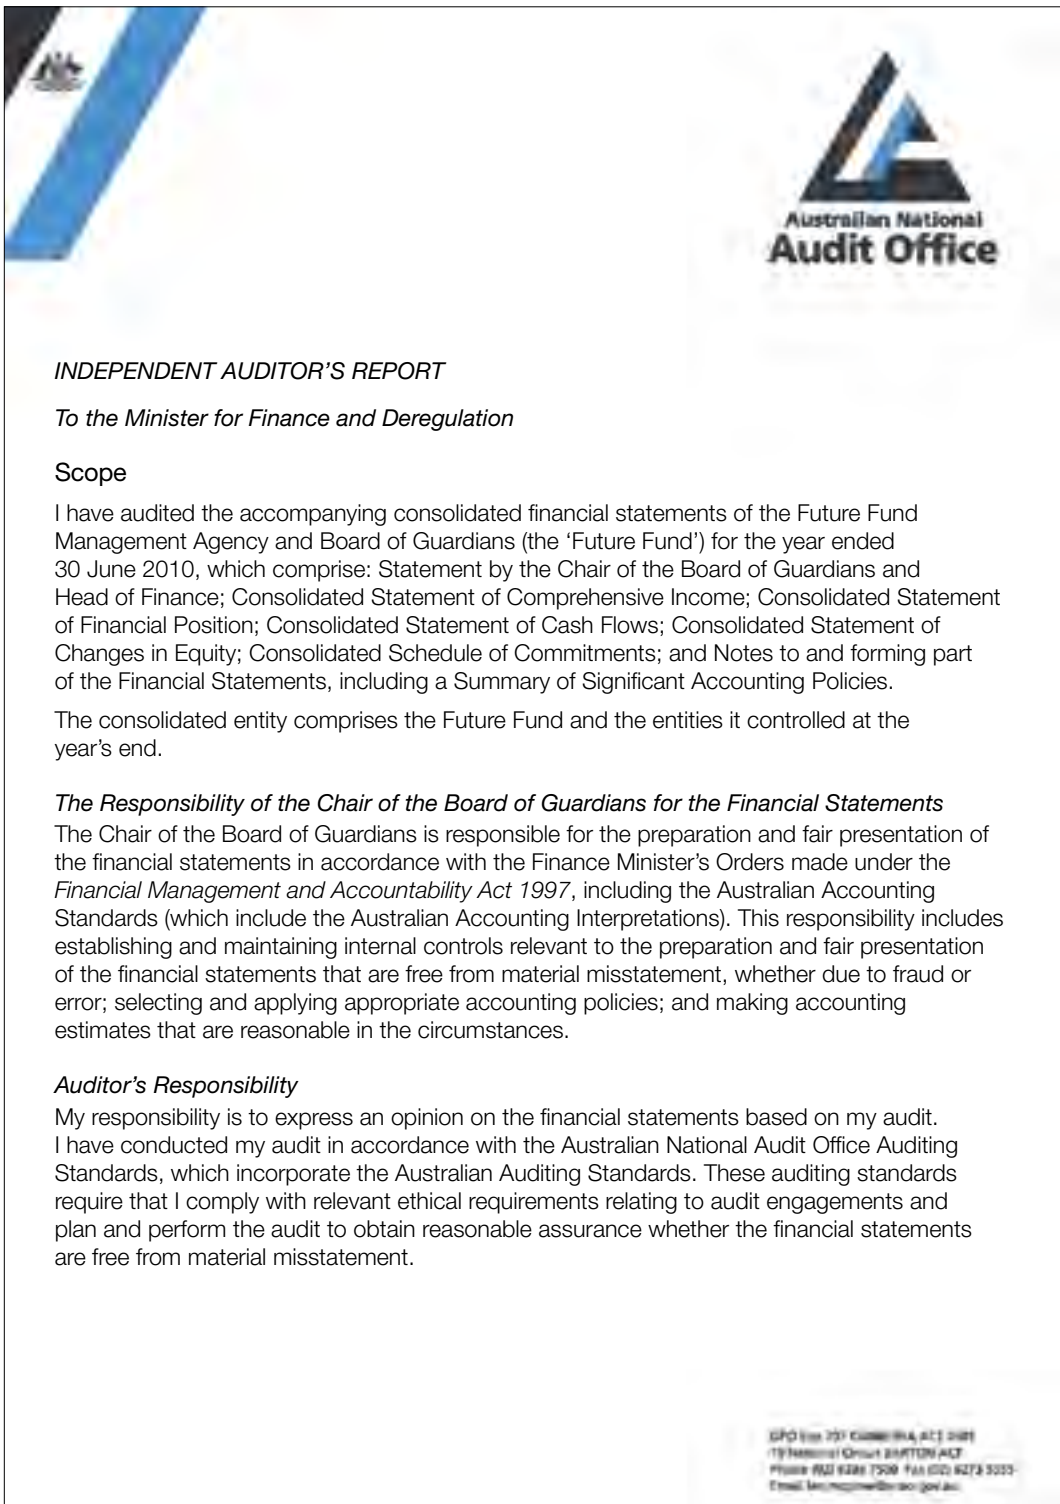 Australian National
Audit Office
INDEPENDENT AUDITOR’S REPORT
To the Minister for Finance and Deregulation
Scope
I have audited the accompanying consolidated financial statements of the Future Fund
Management Agency and Board of Guardians (the ‘Future Fund’) for the year ended
30 June 2010, which comprise: Statement by the Chair of the Board of Guardians and
Head of Finance; Consolidated Statement of Comprehensive Income; Consolidated Statement
of Financial Position; Consolidated Statement of Cash Flows; Consolidated Statement of
Changes in Equity; Consolidated Schedule of Commitments; and Notes to and forming part
of the Financial Statements, including a Summary of Significant Accounting Policies.
The consolidated entity comprises the Future Fund and the entities it controlled at the
year’s end.
The Responsibility of the Chair of the Board of Guardians for the Financial Statements
The Chair of the Board of Guardians is responsible for the preparation and fair presentation of
the financial statements in accordance with the Finance Minister’s Orders made under the
Financial Management and Accountability Act 1997, including the Australian Accounting
Standards (which include the Australian Accounting Interpretations). This responsibility includes
establishing and maintaining internal controls relevant to the preparation and fair presentation
of the financial statements that are free from material misstatement, whether due to fraud or
error; selecting and applying appropriate accounting policies; and making accounting
estimates that are reasonable in the circumstances.
Auditor’s Responsibility
My responsibility is to express an opinion on the financial statements based on my audit.
I have conducted my audit in accordance with the Australian National Audit Office Auditing
Standards, which incorporate the Australian Auditing Standards. These auditing standards
require that I comply with relevant ethical requirements relating to audit engagements and
plan and perform the audit to obtain reasonable assurance whether the financial statements
are free from material misstatement.
GPO Box 707 ACT
19 National BARTON ACT
Phone (02) Fax (02) 6273
Email